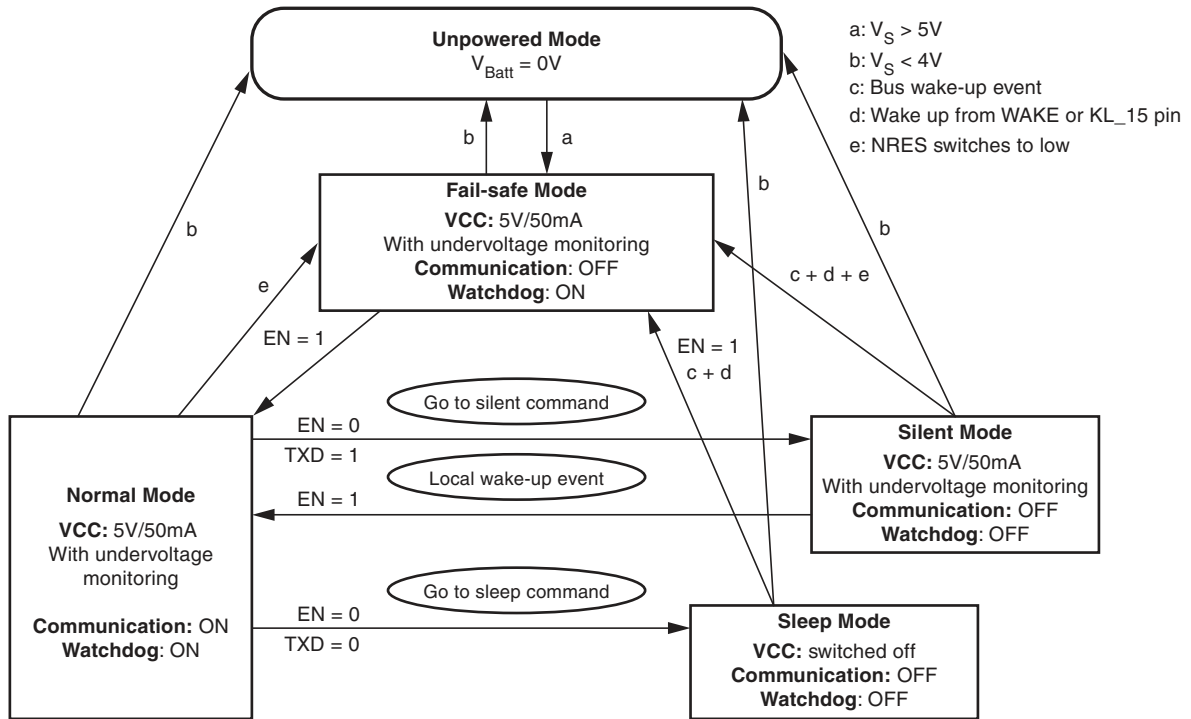 Unpowered Mode
V_Batt = 0V
a: V_S > 5V
b: V_S < 4V
c: Bus wake-up event
d: Wake up from WAKE or KL_15 pin
e: NRES switches to low
b
a
b
b
b
Fail-safe Mode
VCC: 5V/50mA
With undervoltage monitoring
Communication: OFF
Watchdog: ON
e
EN = 1
c + d + e
EN = 1
c + d
Go to silent command
EN = 0
TXD = 1
Local wake-up event
EN = 1
Go to sleep command
EN = 0
TXD = 0
Normal Mode
VCC: 5V/50mA
With undervoltage
monitoring
Communication: ON
Watchdog: ON
Silent Mode
VCC: 5V/50mA
With undervoltage monitoring
Communication: OFF
Watchdog: OFF
Sleep Mode
VCC: switched off
Communication: OFF
Watchdog: OFF